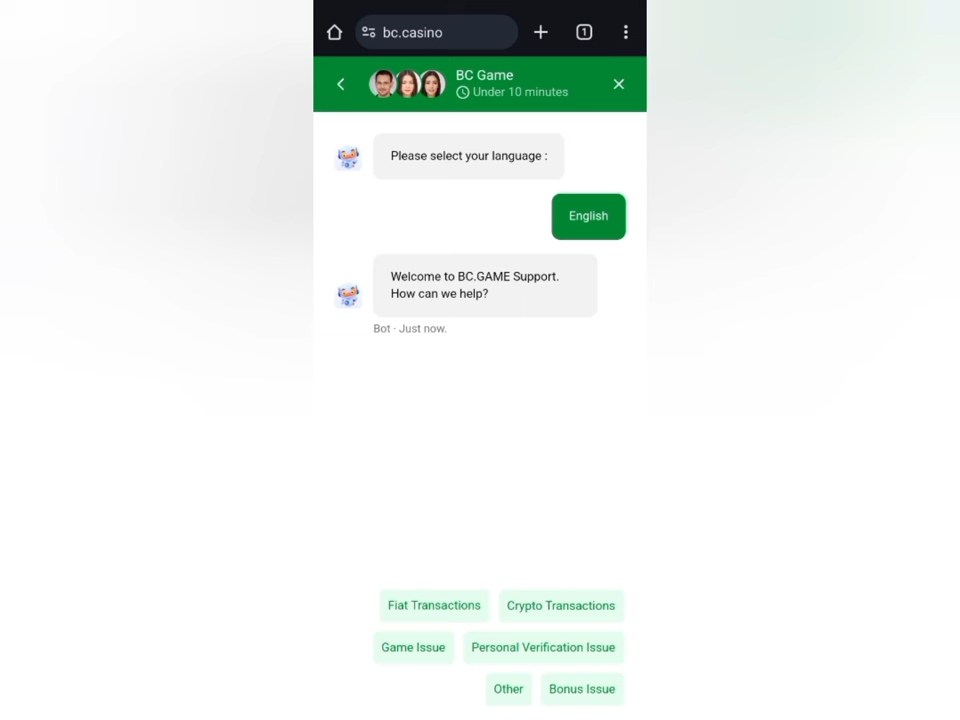 bc.casino
1
BC Game
Under 10 minutes
Please select your language :
English
Welcome to BC.GAME Support.
How can we help?
Bot · Just now.
Fiat Transactions
Crypto Transactions
Game Issue
Personal Verification Issue
Other
Bonus Issue